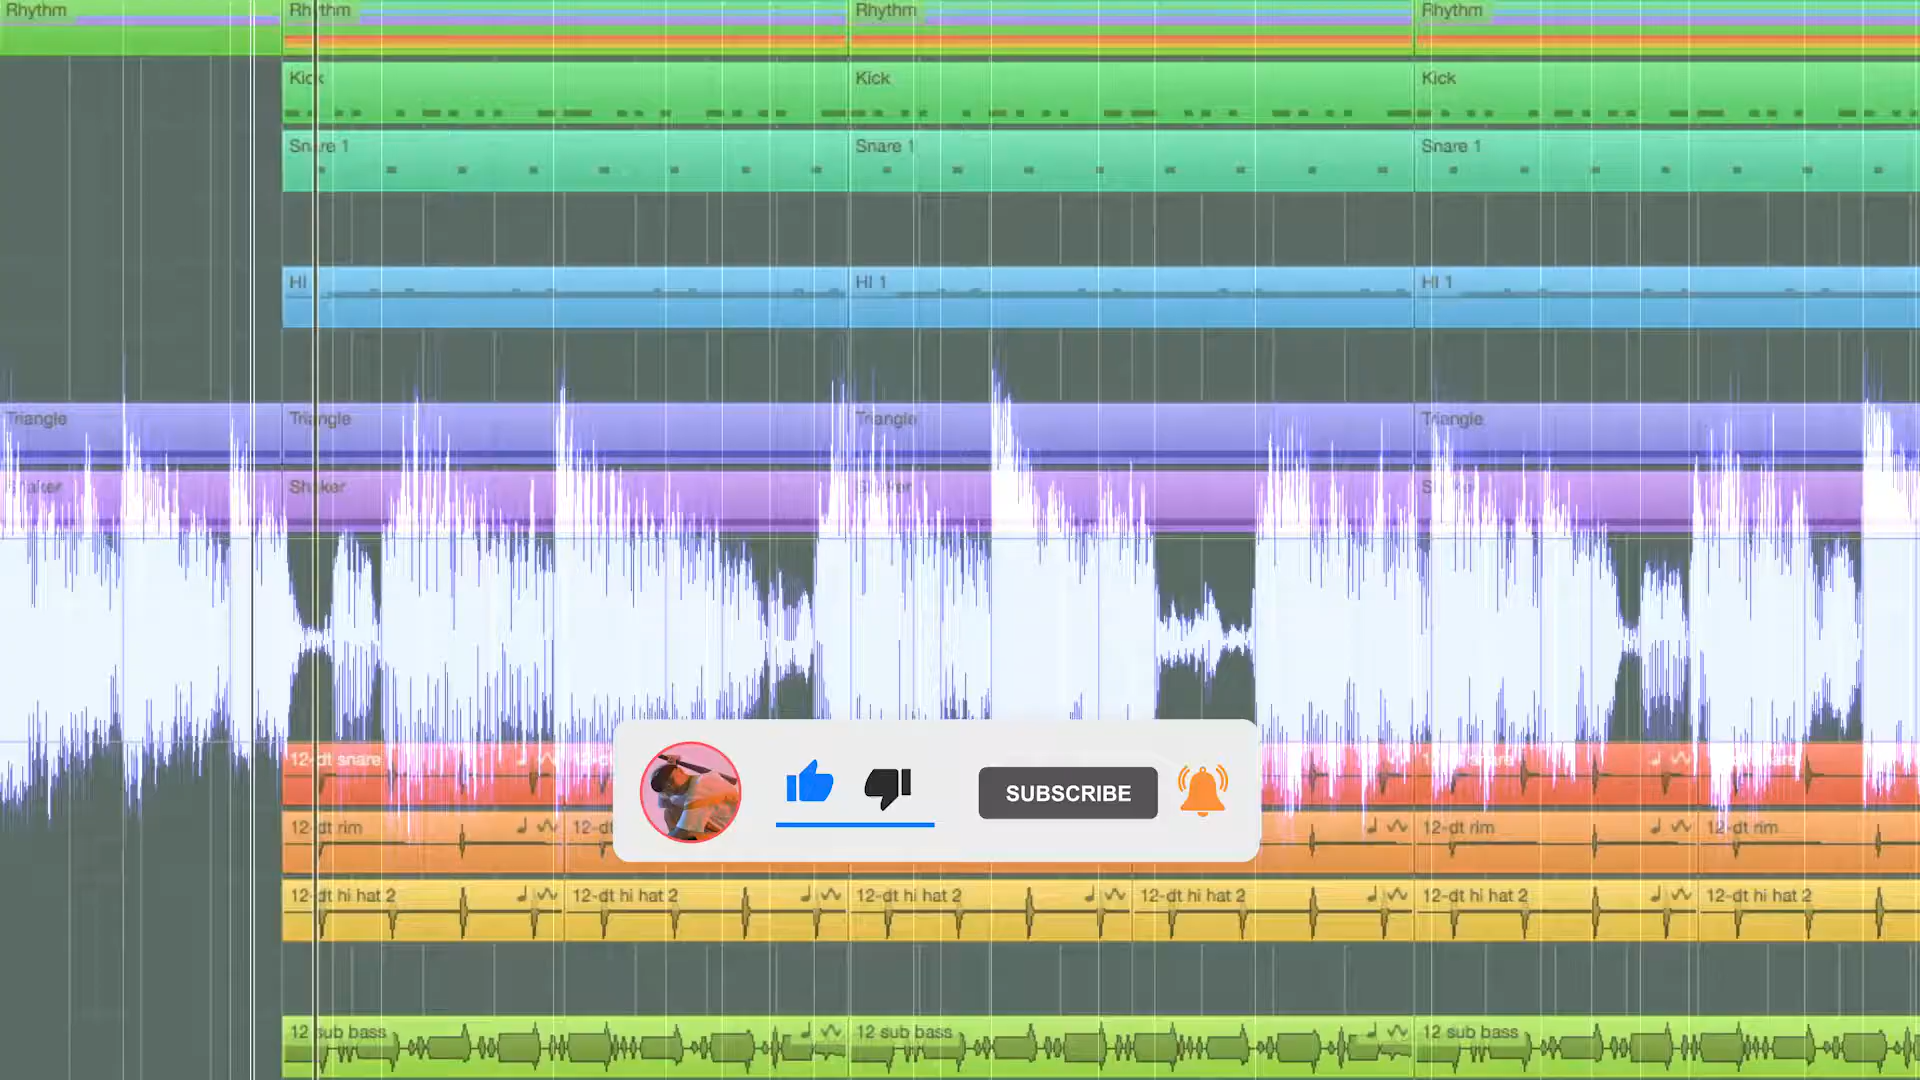 Rhythm Rhythm Rhythm Rhythm
Kick Kick Kick
Snare 1 Snare 1 Snare 1
HI HI 1 HI 1
Triangle Triangle Triangle Triangle
Shaker Shaker
12-dt snare
12-dt rim 12-dt 12-dt rim 12-dt rim
SUBSCRIBE
12-dt hi hat 2 12-dt hi hat 2 12-dt hi hat 2 12-dt hi hat 2 12-dt hi hat 2 12-dt hi hat 2
12 sub bass 12 sub bass 12 sub bass